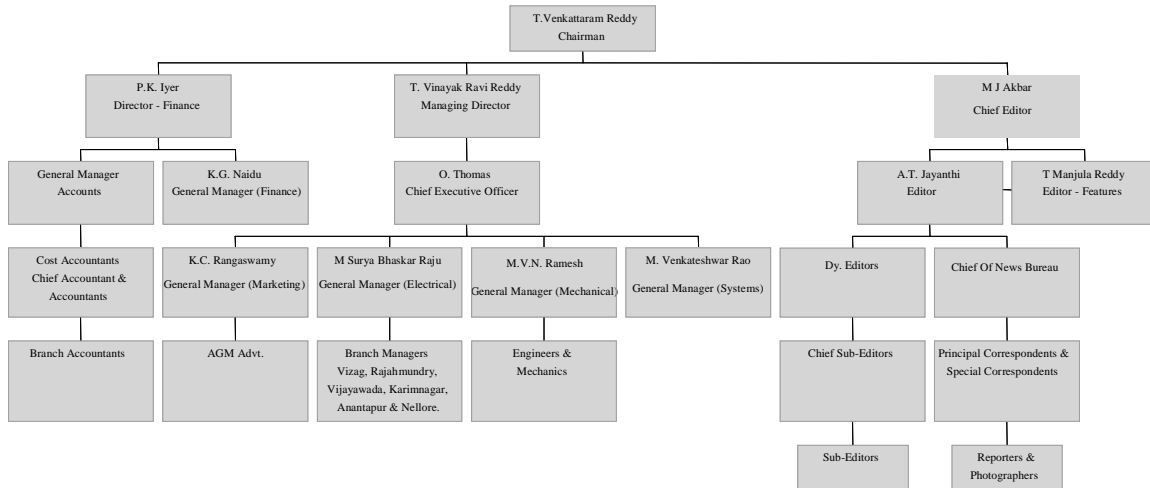 T.Venkattaram Reddy
Chairman
P.K. Iyer
Director - Finance
T. Vinayak Ravi Reddy
Managing Director
M J Akbar
Chief Editor
General Manager
Accounts
K.G. Naidu
General Manager (Finance)
O. Thomas
Chief Executive Officer
A.T. Jayanthi
Editor
T Manjula Reddy
Editor - Features
Cost Accountants
Chief Accountant &
Accountants
K.C. Rangaswamy
General Manager (Marketing)
M Surya Bhaskar Raju
General Manager (Electrical)
M.V.N. Ramesh
General Manager (Mechanical)
M. Venkateshwar Rao
General Manager (Systems)
Dy. Editors
Chief Of News Bureau
Branch Accountants
AGM Advt.
Branch Managers
Vizag, Rajahmundry,
Vijayawada, Karimnagar,
Anantapur & Nellore.
Engineers &
Mechanics
Chief Sub-Editors
Principal Correspondents &
Special Correspondents
Sub-Editors
Reporters &
Photographers